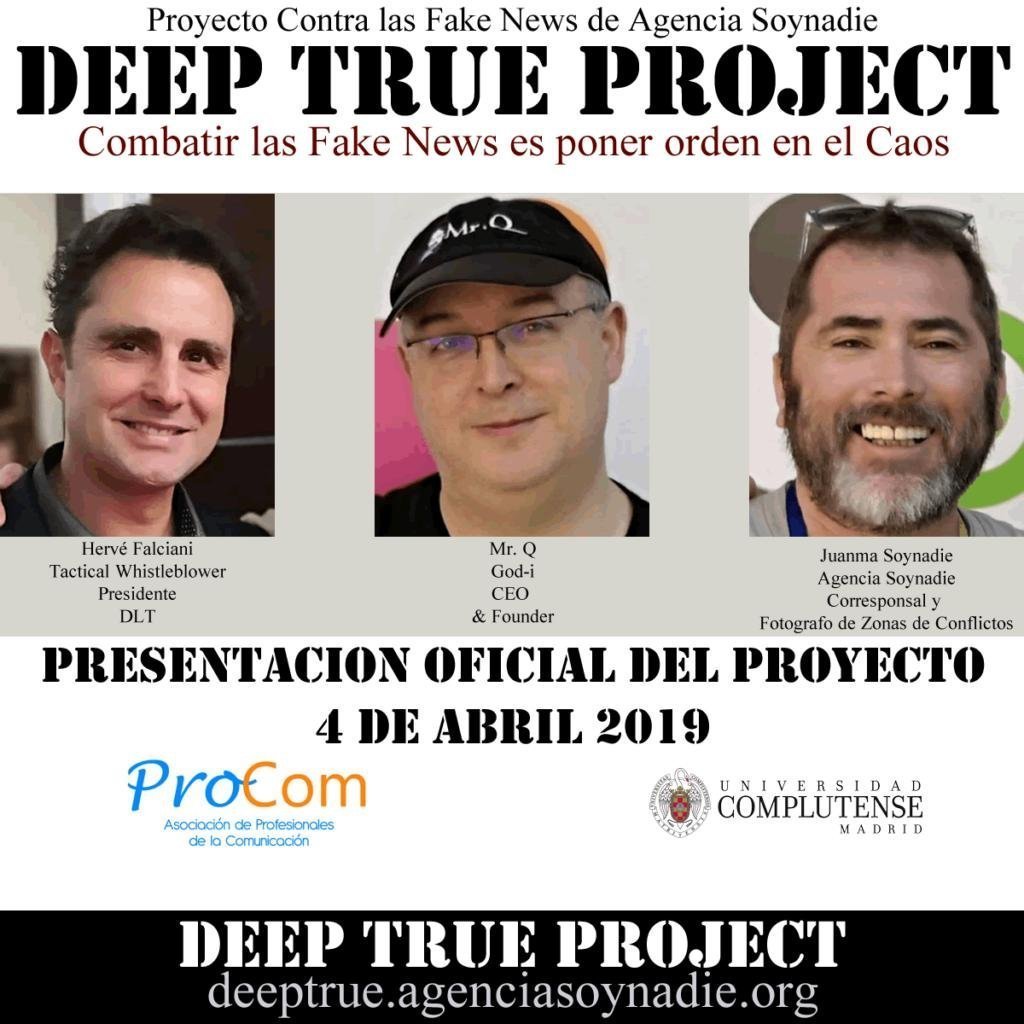 Proyecto Contra las Fake News de Agencia Soynadie
DEEP TRUE PROJECT
Combatir las Fake News es poner orden en el Caos
Mr.Q
Hervé Falciani
Tactical Whistleblower
Presidente
DLT
Mr. Q
God-i
CEO
& Founder
Juanma Soynadie
Agencia Soynadie
Corresponsal y
Fotografo de Zonas de Conflictos
PRESENTACION OFICIAL DEL PROYECTO
4 DE ABRIL 2019
ProCom
Asociación de Profesionales
de la Comunicación
UNIVERSIDAD
COMPLUTENSE
MADRID
DEEP TRUE PROJECT
deeptrue.agenciasoynadie.org